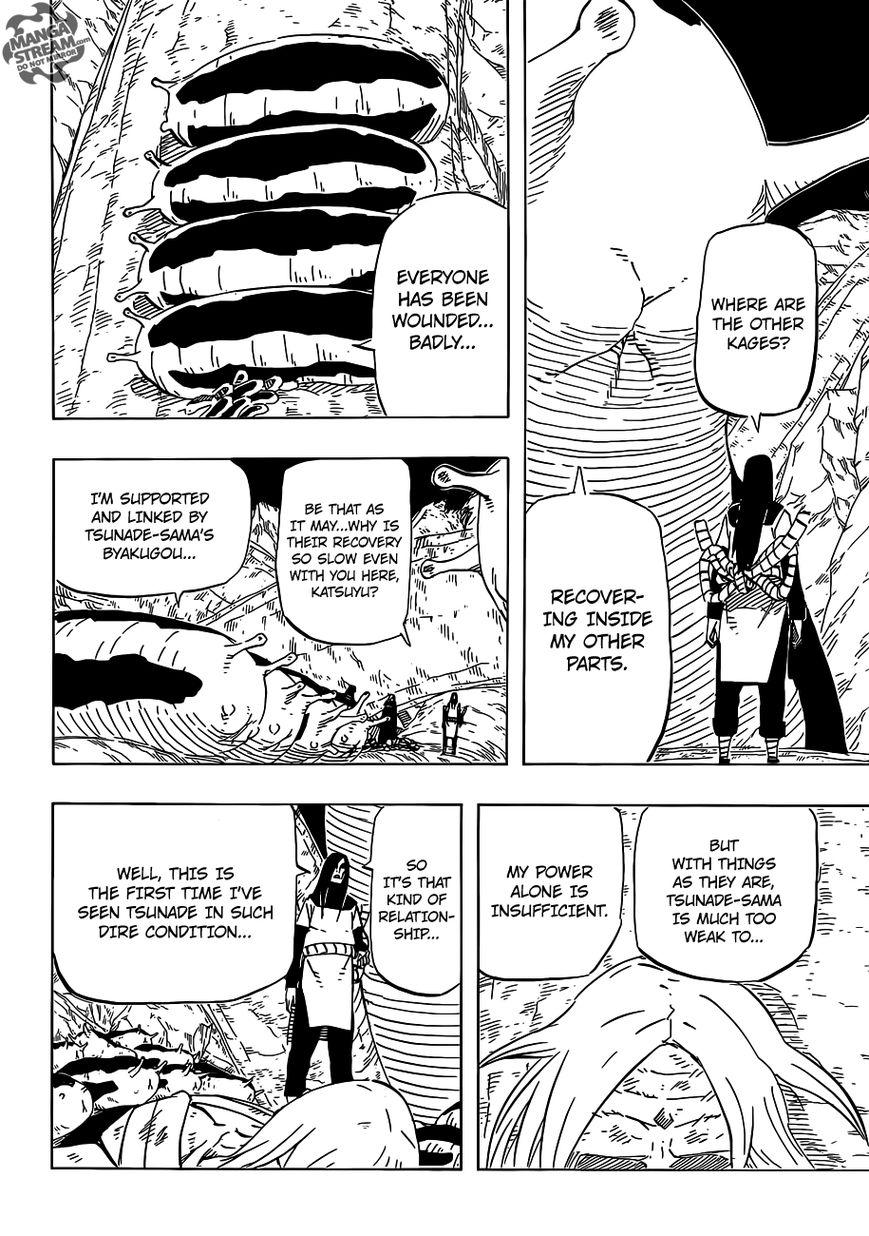 MANGA
STREAM.COM
DO NOT MIRROR
WHERE ARE
THE OTHER
KAGES?
RECOVER-
ING INSIDE
MY OTHER
PARTS.
EVERYONE
HAS BEEN
WOUNDED...
BADLY...
BE THAT AS
IT MAY...WHY IS
THEIR RECOVERY
SO SLOW EVEN
WITH YOU HERE,
KATSUYU?
I'M SUPPORTED
AND LINKED BY
TSUNADE-SAMA'S
BYAKUGOU...
BUT
WITH THINGS
AS THEY ARE,
TSUNADE-SAMA
IS MUCH TOO
WEAK TO...
MY POWER
ALONE IS
INSUFFICIENT.
SO
IT'S THAT
KIND OF
RELATION-
SHIP...
WELL, THIS IS
THE FIRST TIME I'VE
SEEN TSUNADE IN SUCH
DIRE CONDITION...